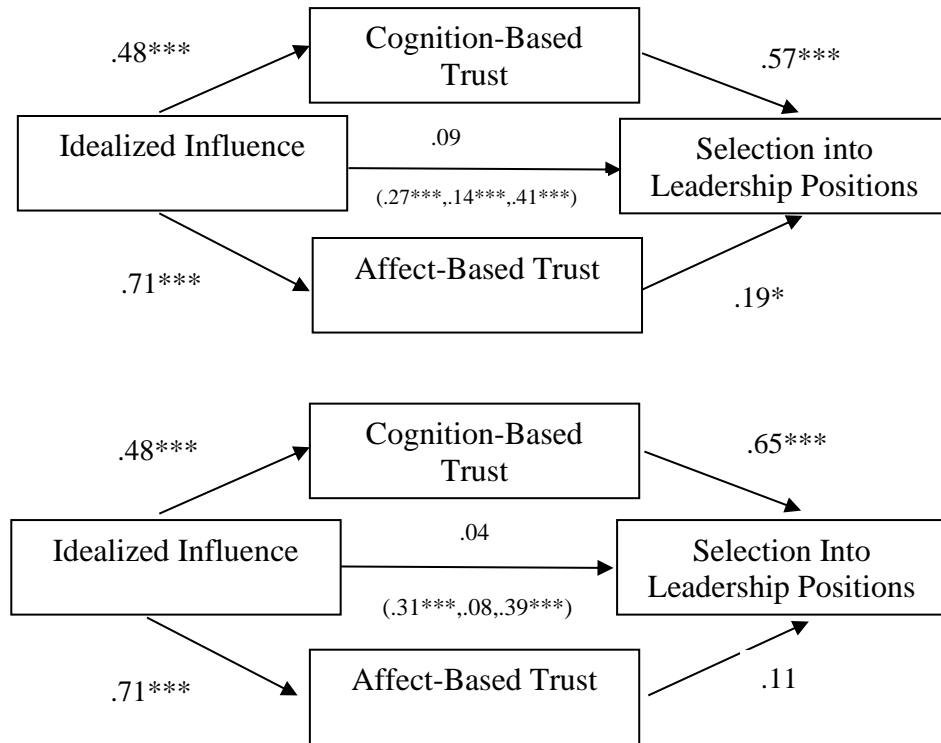 .48***
Cognition-Based
Trust
.57***
Idealized Influence
.09
(.27***,.14***,.41***)
Selection into
Leadership Positions
.71***
Affect-Based Trust
.19*
.48***
Cognition-Based
Trust
.65***
Idealized Influence
.04
(.31***,.08,.39***)
Selection Into
Leadership Positions
.71***
Affect-Based Trust
.11